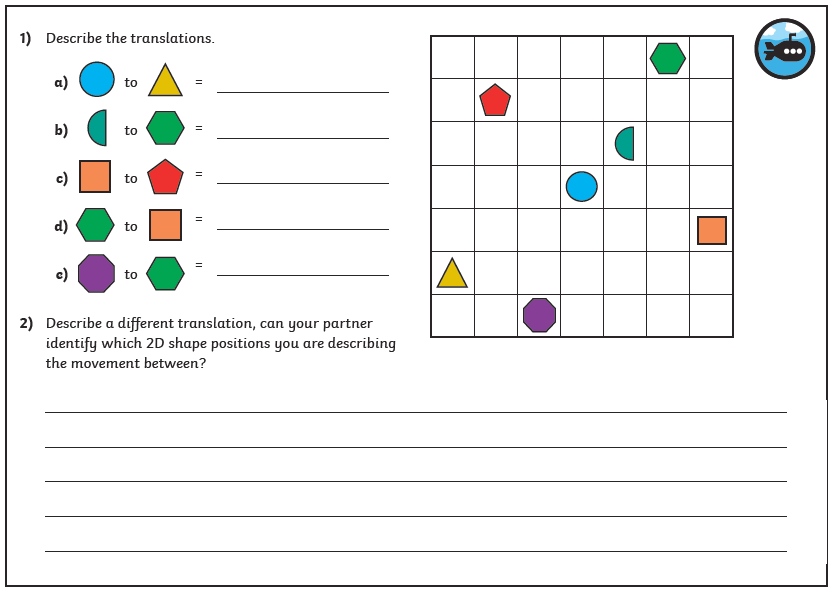 1) Describe the translations.
a) to =
b) to =
c) to =
d) to =
e) to =
2) Describe a different translation, can your partner
identify which 2D shape positions you are describing
the movement between?